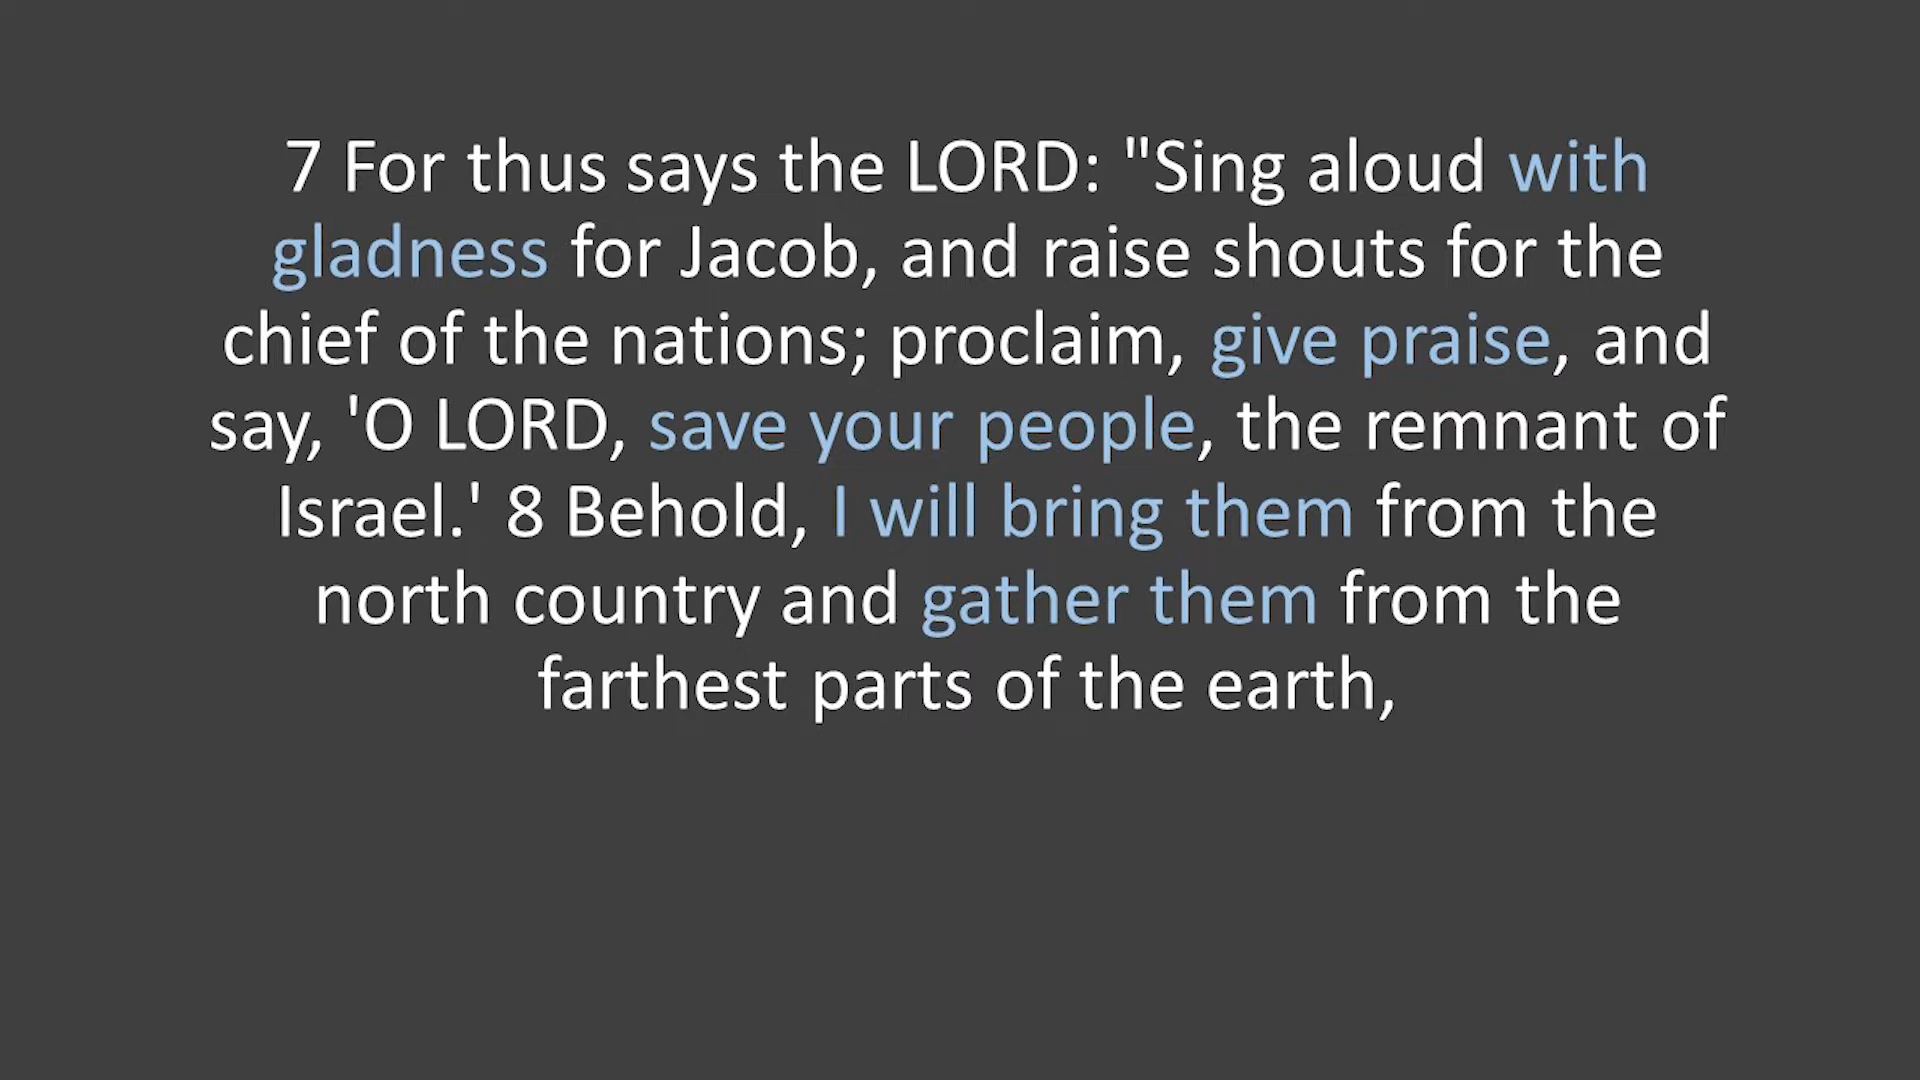 7 For thus says the LORD: "Sing aloud with
gladness for Jacob, and raise shouts for the
chief of the nations; proclaim, give praise, and
say, 'O LORD, save your people, the remnant of
Israel.' 8 Behold, I will bring them from the
north country and gather them from the
farthest parts of the earth,